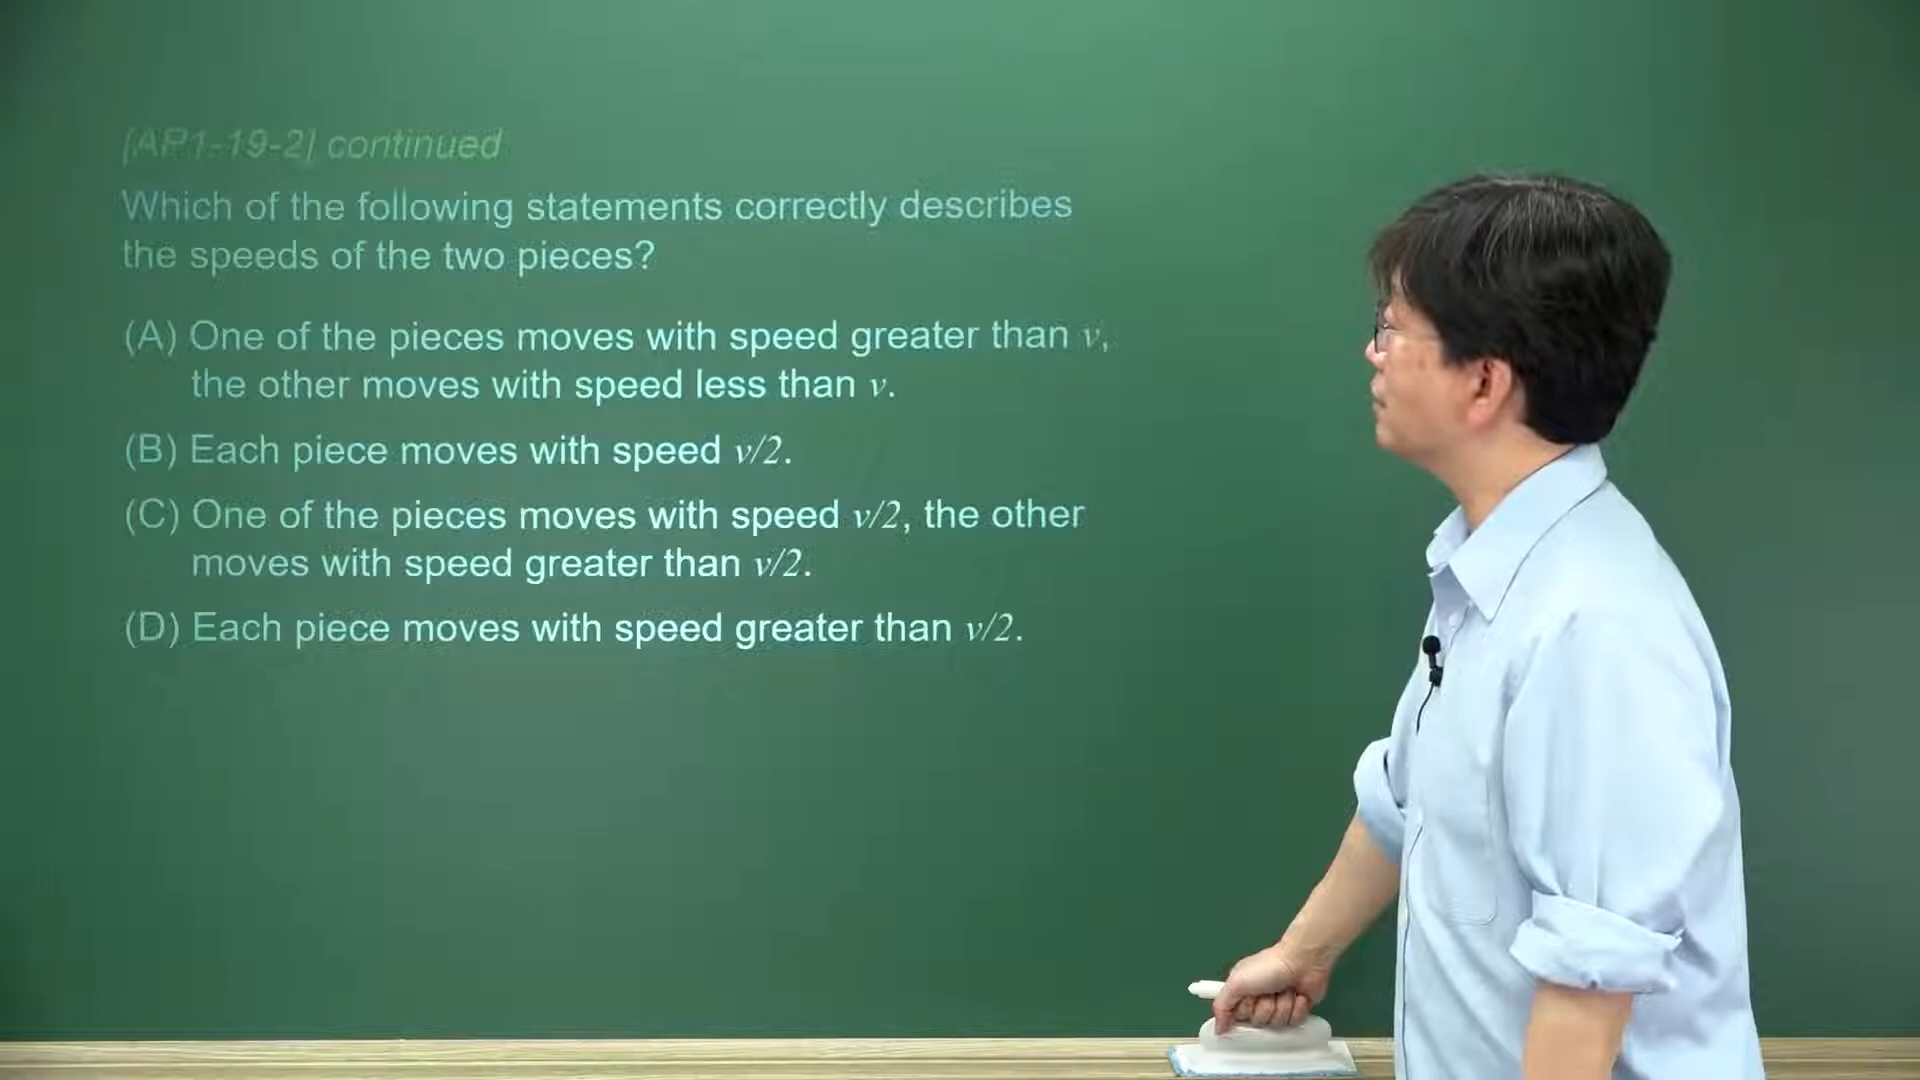 [AP1-19-2] continued
Which of the following statements correctly describes
the speeds of the two pieces?
(A) One of the pieces moves with speed greater than v,
the other moves with speed less than v.
(B) Each piece moves with speed v/2.
(C) One of the pieces moves with speed v/2, the other
moves with speed greater than v/2.
(D) Each piece moves with speed greater than v/2.